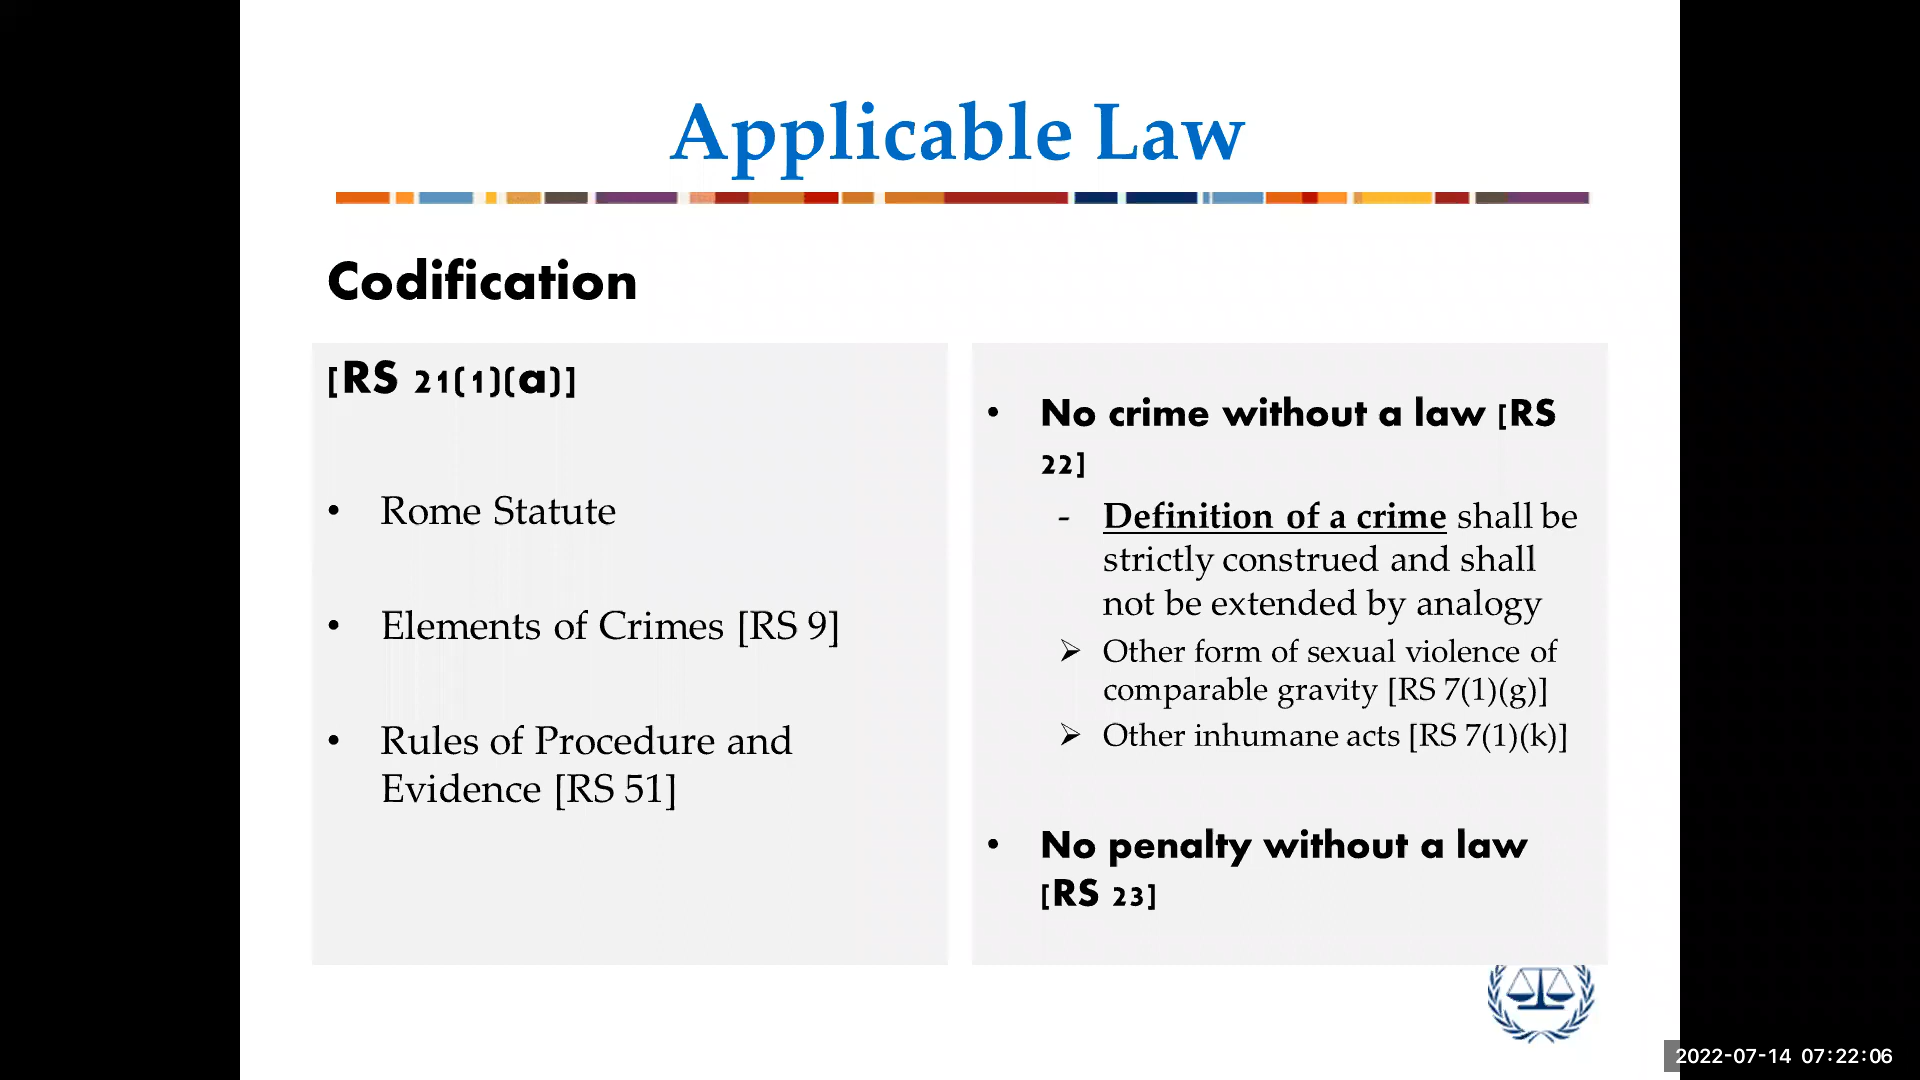 Applicable Law
Codification
[RS 21(1)(a)]
• Rome Statute
• Elements of Crimes [RS 9]
• Rules of Procedure and
Evidence [RS 51]
• No crime without a law [RS
22]
- Definition of a crime shall be
strictly construed and shall
not be extended by analogy
➢ Other form of sexual violence of
comparable gravity [RS 7(1)(g)]
➢ Other inhumane acts [RS 7(1)(k)]
• No penalty without a law
[RS 23]
2022-07-14 07:22:06